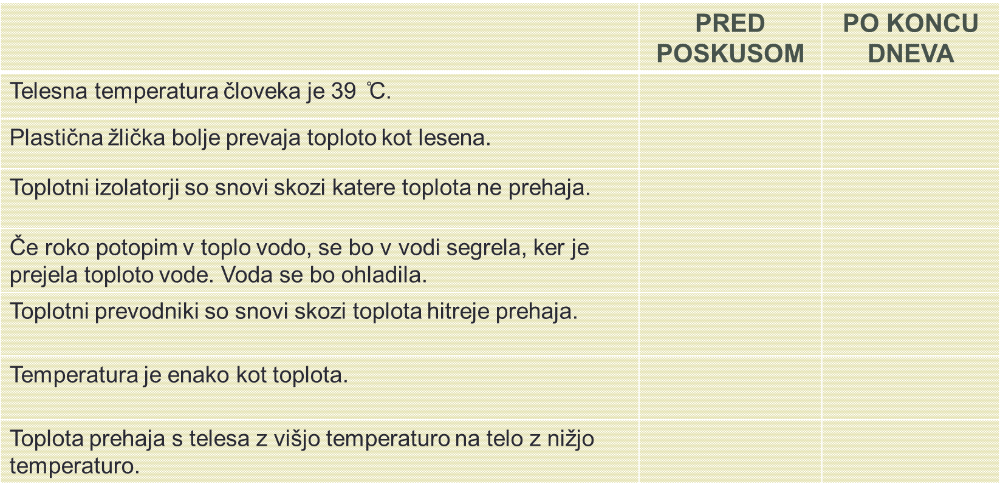 PRED
POSKUSOM
PO KONCU
DNEVA
Telesna temperatura človeka je 39 ℃.
Plastična žlička bolje prevaja toploto kot lesena.
Toplotni izolatorji so snovi skozi katere toplota ne prehaja.
Če roko potopim v toplo vodo, se bo v vodi segrela, ker je
prejela toploto vode. Voda se bo ohladila.
Toplotni prevodniki so snovi skozi toplota hitreje prehaja.
Temperatura je enako kot toplota.
Toplota prehaja s telesa z višjo temperaturo na telo z nižjo
temperaturo.